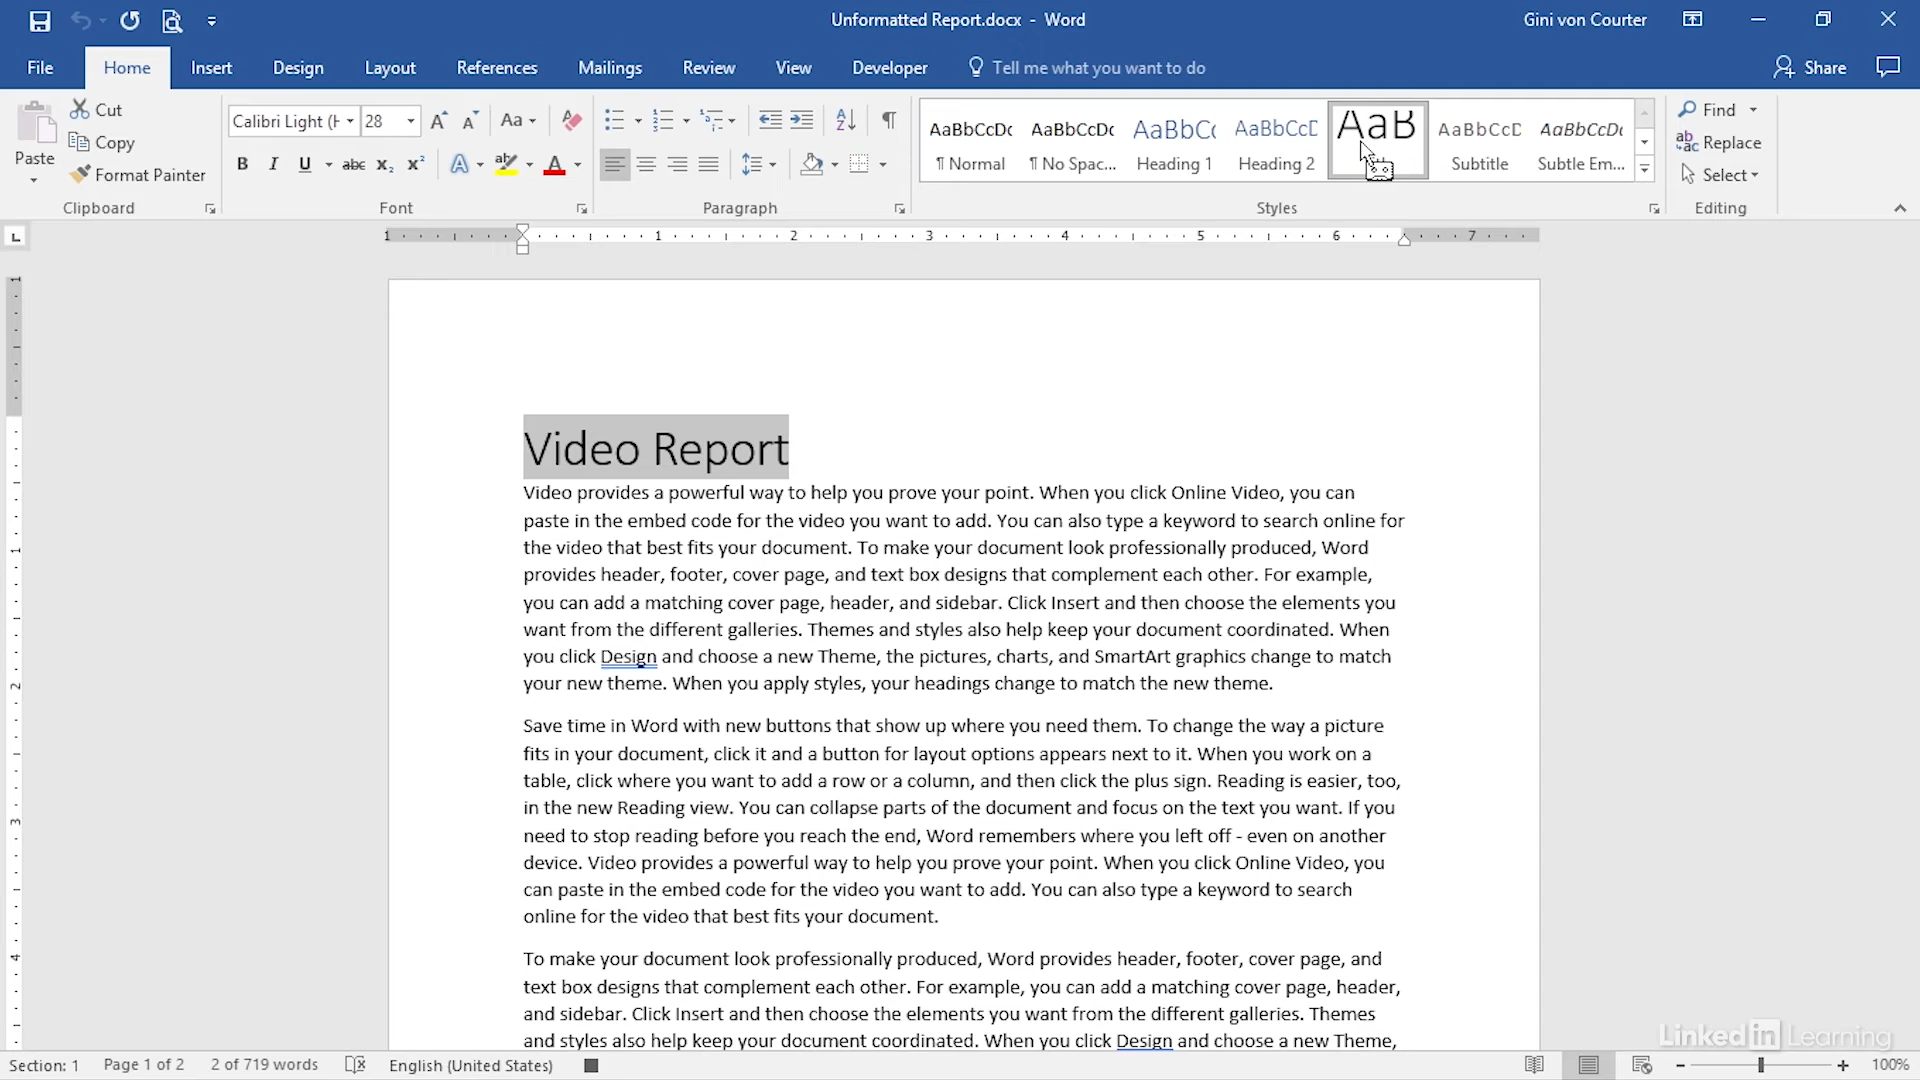 Unformatted Report.docx - Word
Gini von Courter
File Home Insert Design Layout References Mailings Review View Developer Tell me what you want to do Share
Paste
Cut
Copy
Format Painter
Clipboard
Calibri Light (H 28
Font
Paragraph
AaBbCcDc
¶ Normal
AaBbCcDc
¶ No Spac...
AaBbCc
Heading 1
AaBbCcD
Heading 2
AaB
AaBbCcD
Subtitle
AaBbCcDc
Subtle Em...
Styles
Find
Replace
Select
Editing
1 1 2 3 4 5 6 7
Video Report
Video provides a powerful way to help you prove your point. When you click Online Video, you can
paste in the embed code for the video you want to add. You can also type a keyword to search online for
the video that best fits your document. To make your document look professionally produced, Word
provides header, footer, cover page, and text box designs that complement each other. For example,
you can add a matching cover page, header, and sidebar. Click Insert and then choose the elements you
want from the different galleries. Themes and styles also help keep your document coordinated. When
you click Design and choose a new Theme, the pictures, charts, and SmartArt graphics change to match
your new theme. When you apply styles, your headings change to match the new theme.
Save time in Word with new buttons that show up where you need them. To change the way a picture
fits in your document, click it and a button for layout options appears next to it. When you work on a
table, click where you want to add a row or a column, and then click the plus sign. Reading is easier, too,
in the new Reading view. You can collapse parts of the document and focus on the text you want. If you
need to stop reading before you reach the end, Word remembers where you left off - even on another
device. Video provides a powerful way to help you prove your point. When you click Online Video, you
can paste in the embed code for the video you want to add. You can also type a keyword to search
online for the video that best fits your document.
To make your document look professionally produced, Word provides header, footer, cover page, and
text box designs that complement each other. For example, you can add a matching cover page, header,
and sidebar. Click Insert and then choose the elements you want from the different galleries. Themes
and styles also help keep your document coordinated. When you click Design and choose a new Theme,
LinkedIn Learning
Section: 1 Page 1 of 2 2 of 719 words English (United States) 100%